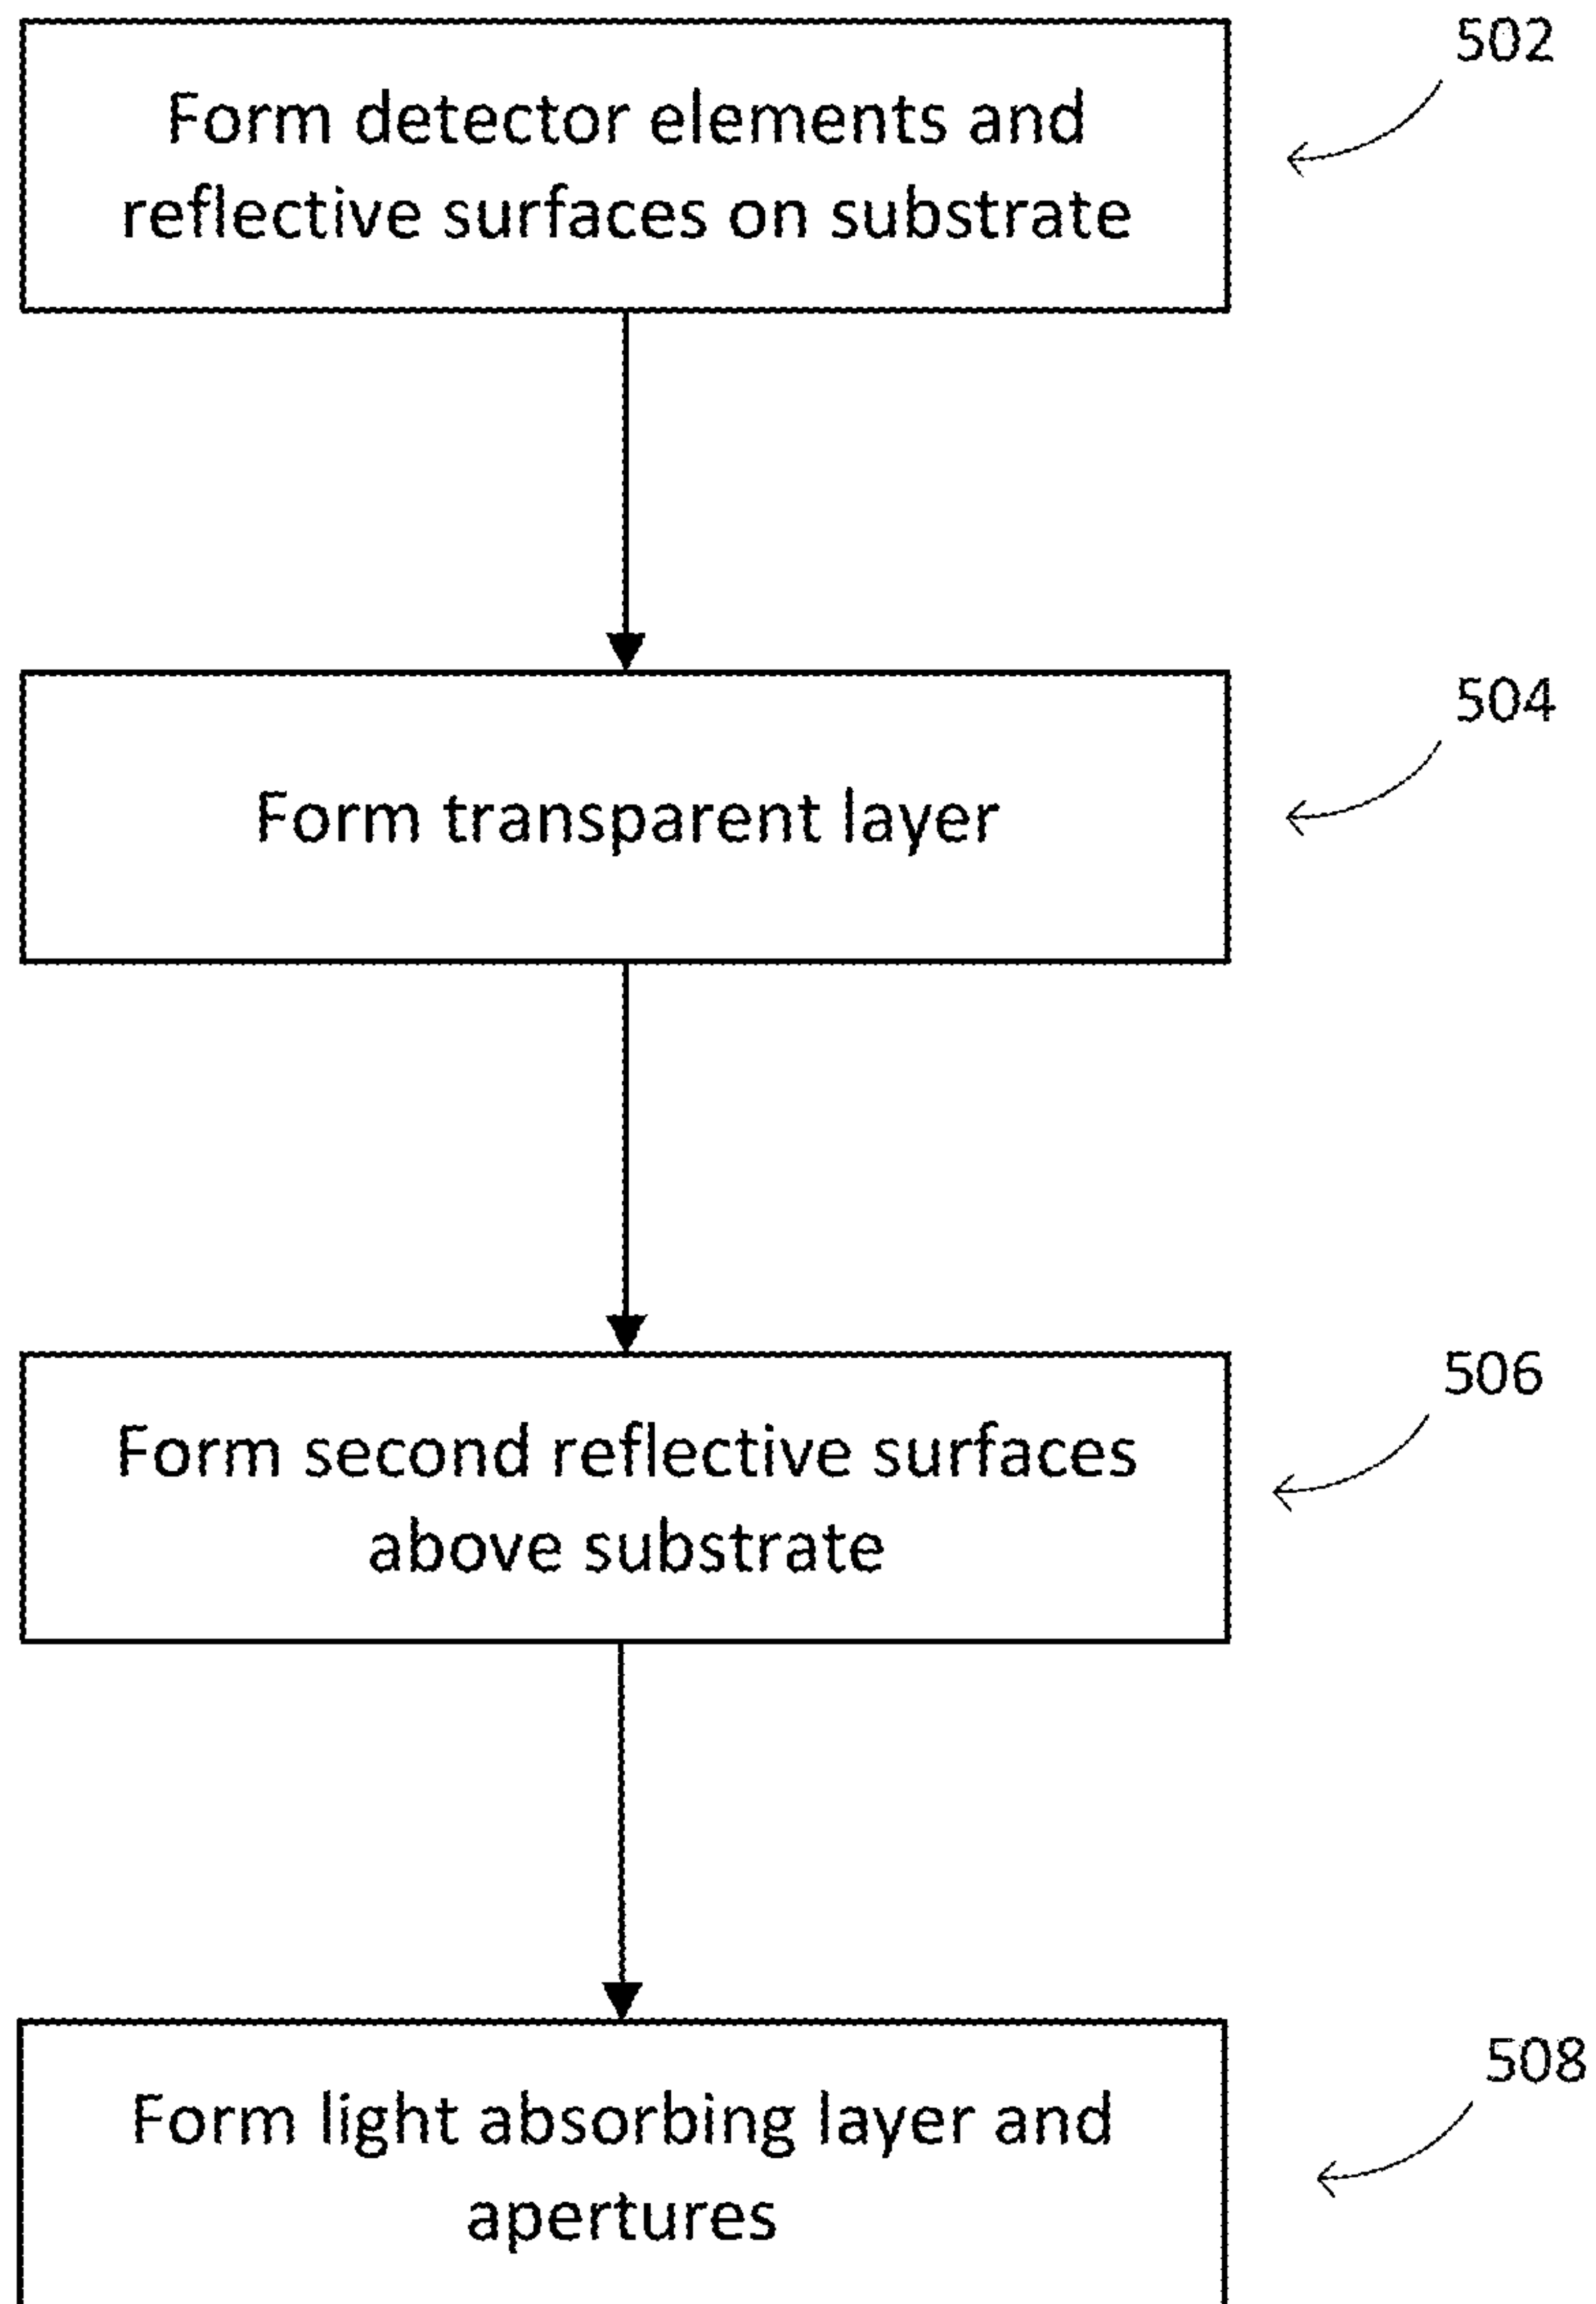 502
Form detector elements and
reflective surfaces on substrate
504
Form transparent layer
506
Form second reflective surfaces
above substrate
508
Form light absorbing layer and
apertures